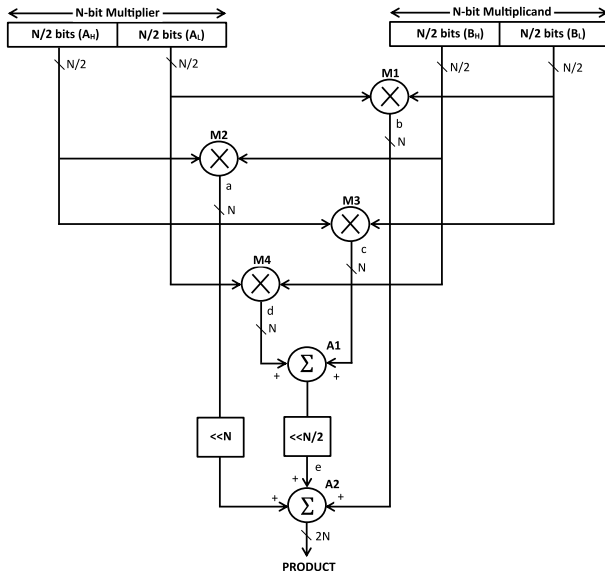 N-bit Multiplier
N-bit Multiplicand
N/2 bits (AH)
N/2 bits (AL)
N/2 bits (BH)
N/2 bits (BL)
N/2
N/2
N/2
N/2
M1
b
N
M2
a
N
M3
c
N
M4
d
N
A1
Σ
+
+
<<N
<<N/2
e
+
A2
+
Σ
+
2N
PRODUCT